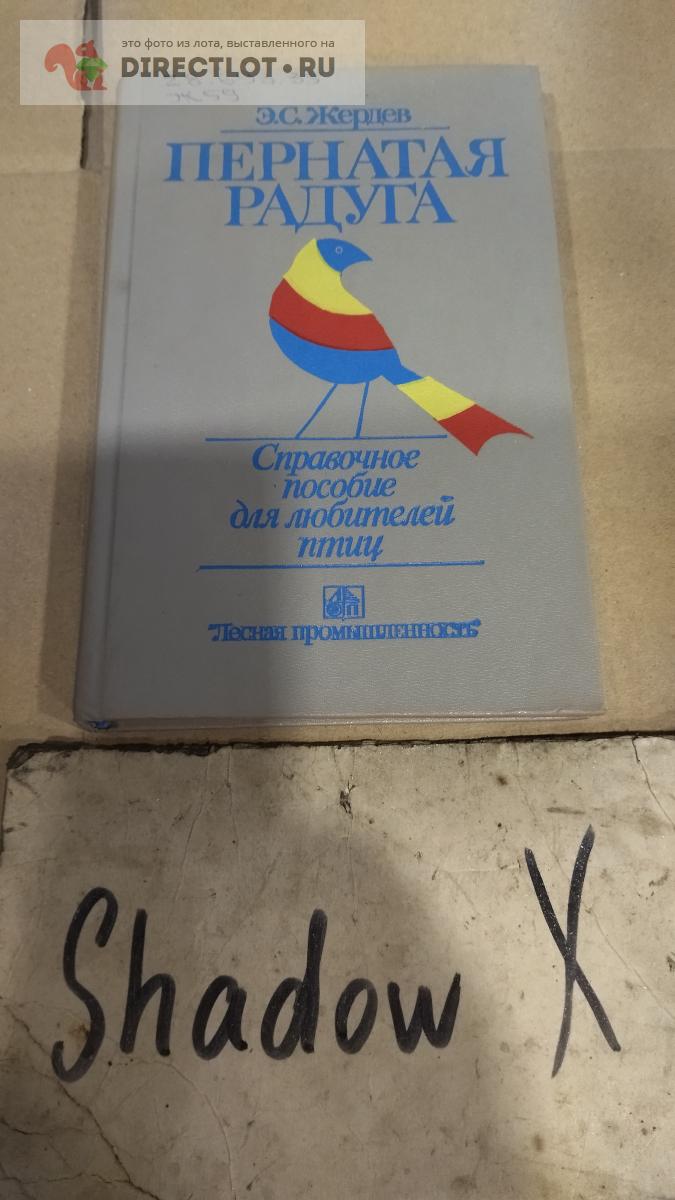 это фото из лота, выставленного на
DIRECTLOT.RU
Э.С. Жердев
ПЕРНАТАЯ
РАДУГА
Справочное
пособие
для любителей
птиц
"Лесная промышленность"
Shadow X